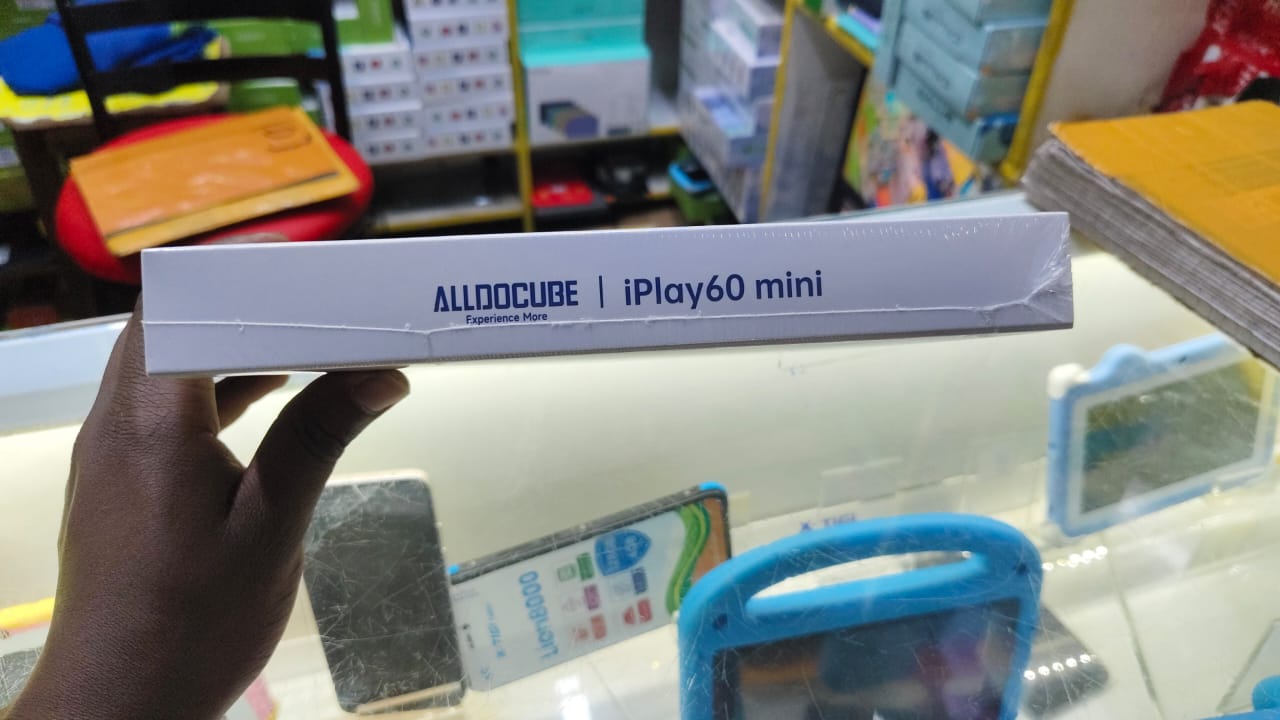 ALLDOCUBE | iPlay60 mini
Experience More